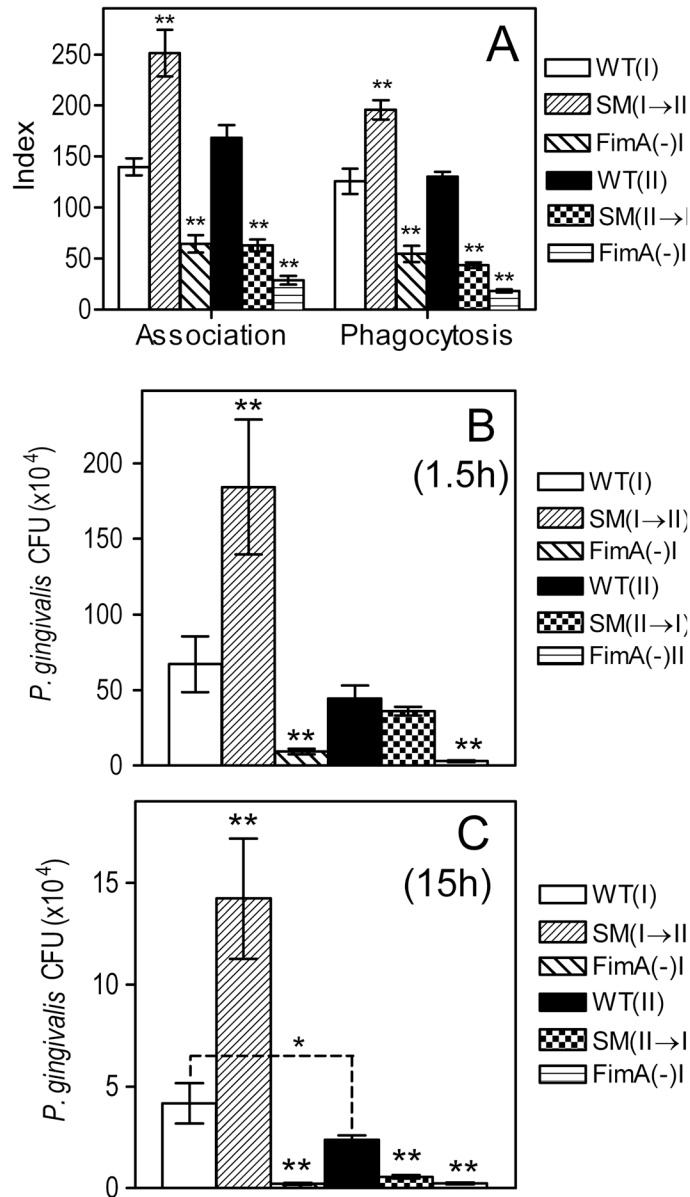 A
Index
250
200
150
100
50
0
** ** ** **
** ** ** **
Association Phagocytosis
WT(I)
SM(I→II
FimA(-)I
WT(II)
SM(II→I
FimA(-)I
B
(1.5h)
P. gingivalis CFU (x10⁴)
200
150
100
50
0
**
** **
WT(I)
SM(I→II)
FimA(-)I
WT(II)
SM(II→I)
FimA(-)II
C
(15h)
P. gingivalis CFU (x10⁴)
15
10
5
0
**
*
** ** **
WT(I)
SM(I→II
FimA(-)I
WT(II)
SM(II→I
FimA(-)I